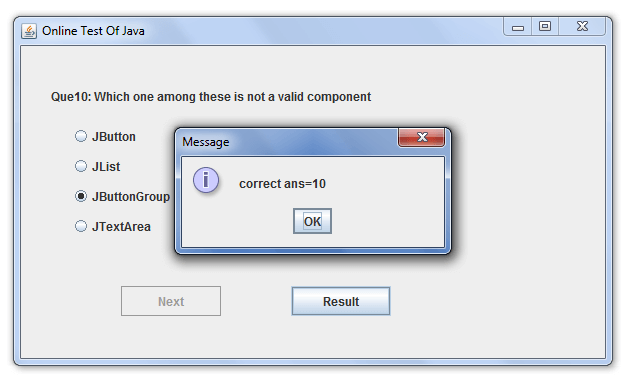 Online Test Of Java
Que10: Which one among these is not a valid component
JButton
JList
JButtonGroup
JTextArea
Message
correct ans=10
OK
Next
Result